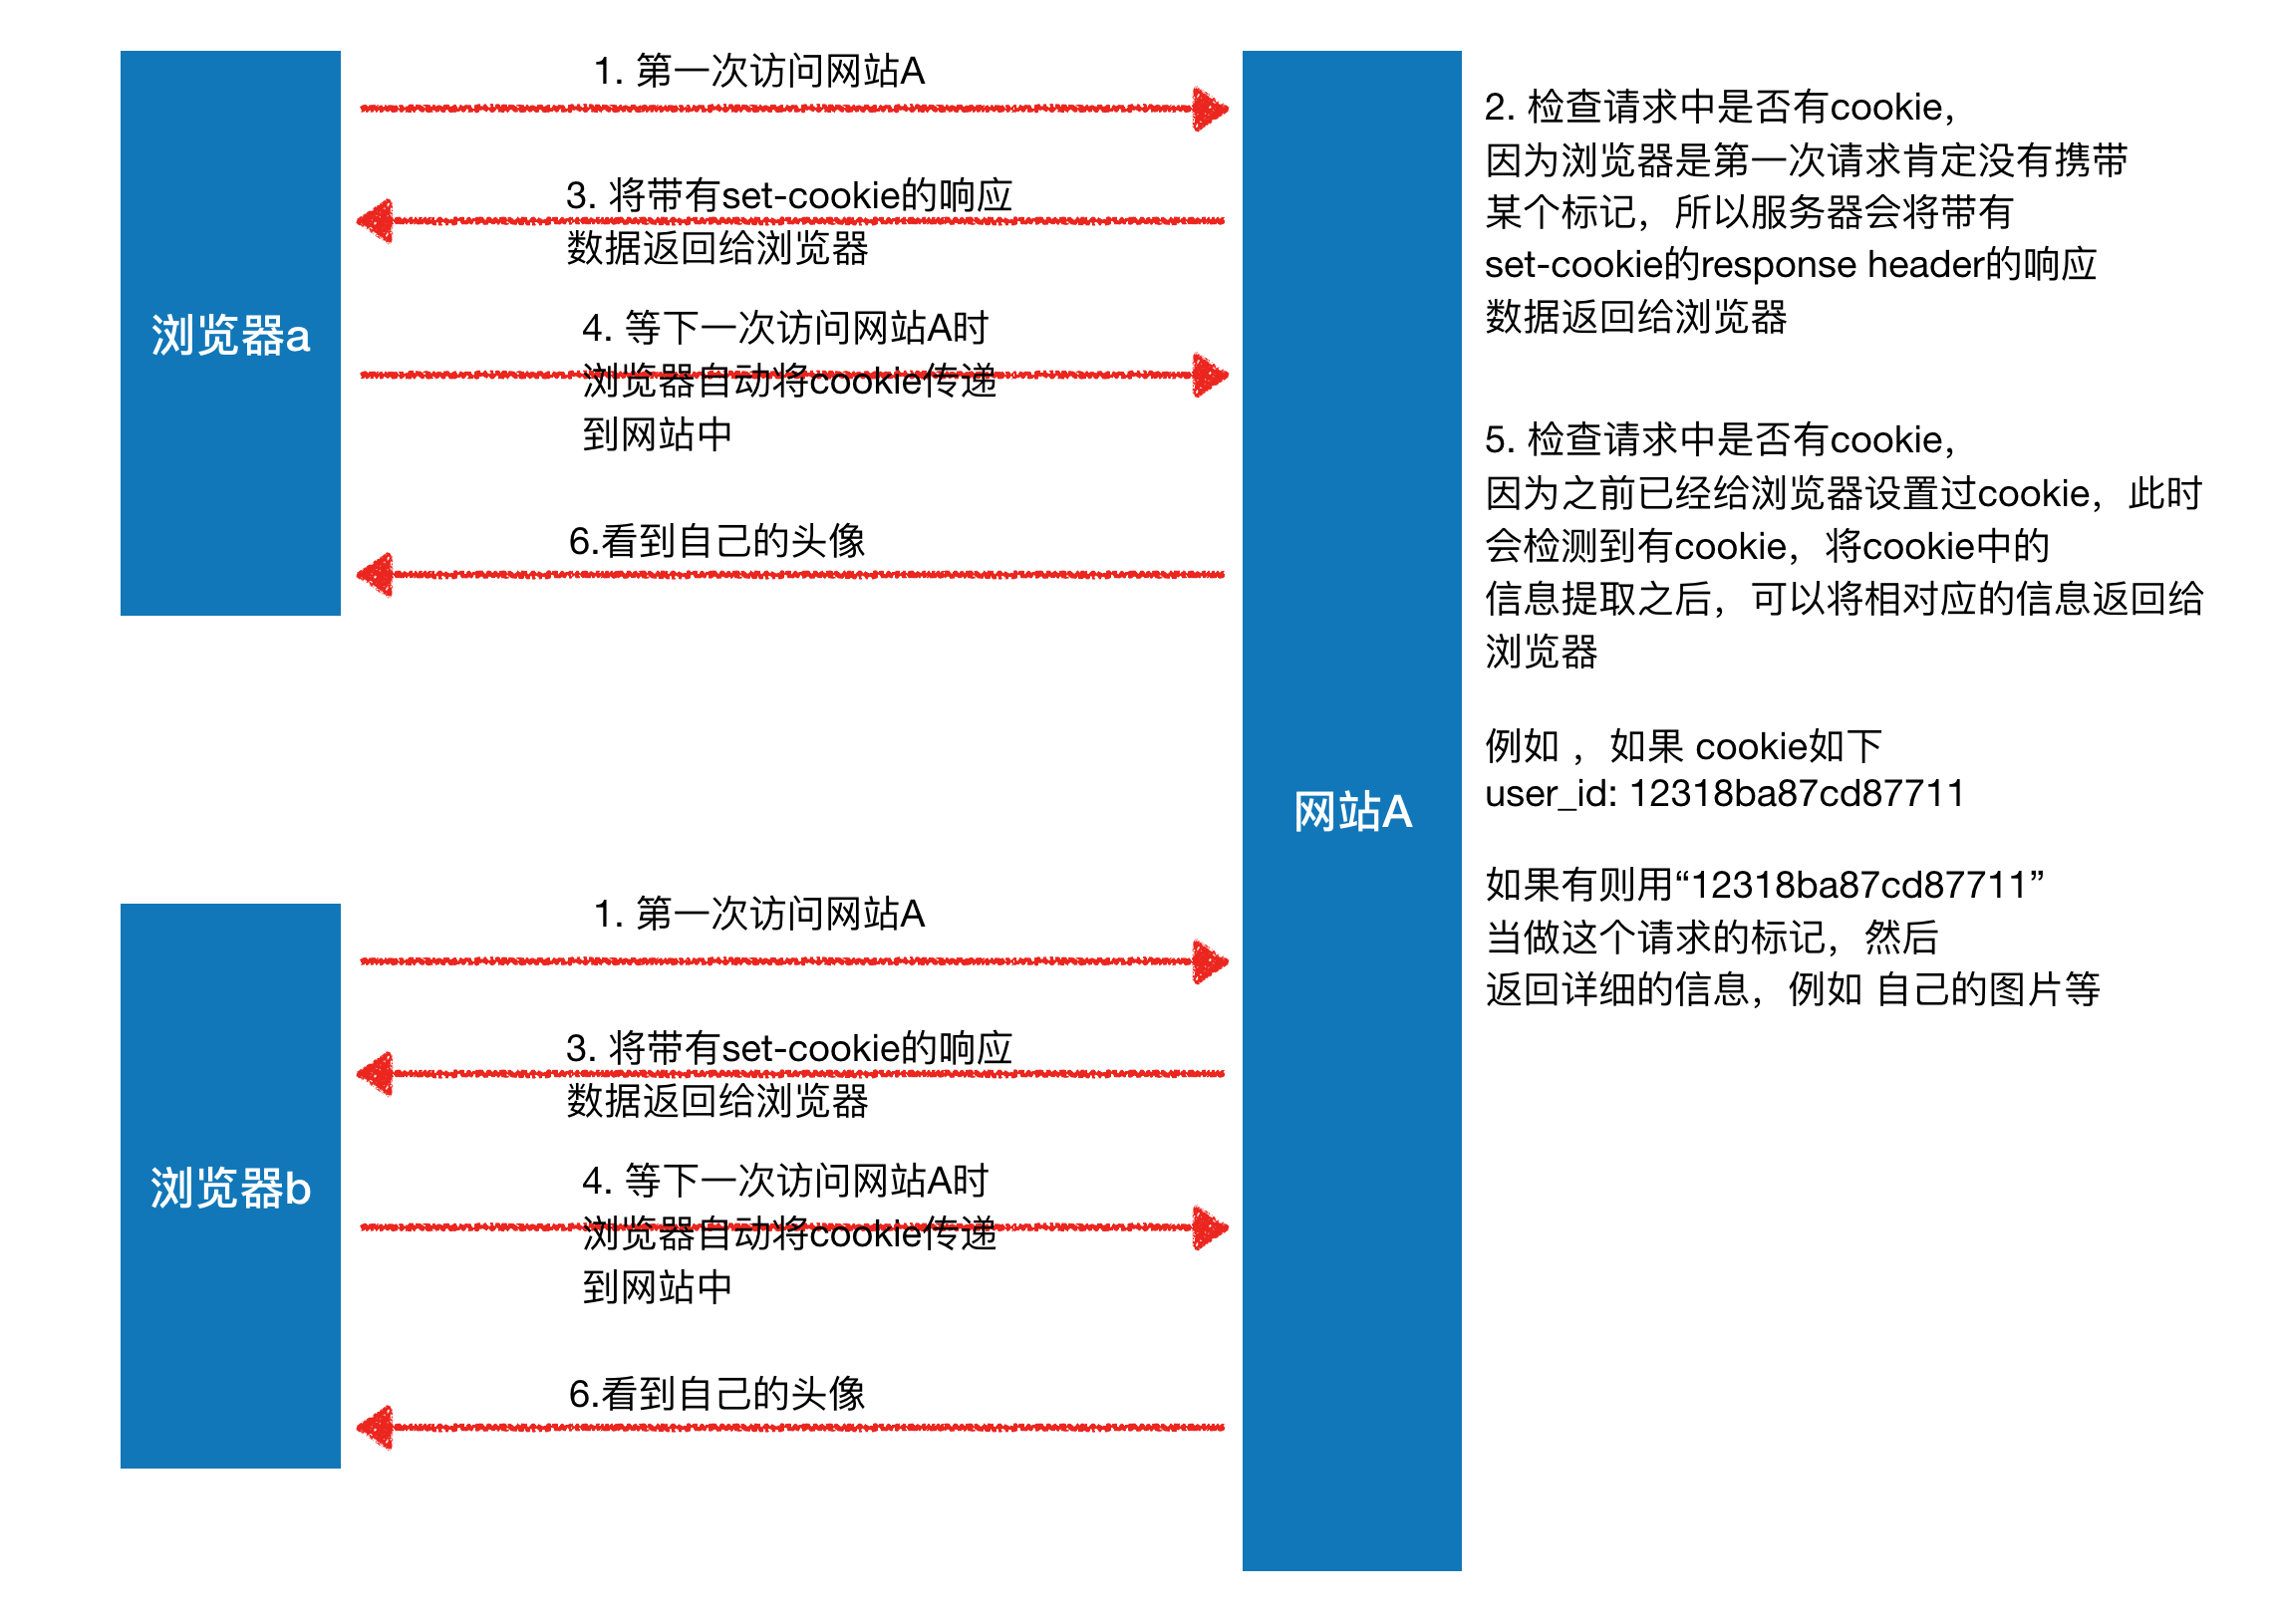 浏览器a
1. 第一次访问网站A
3. 将带有set-cookie的响应
数据返回给浏览器
4. 等下一次访问网站A时
浏览器自动将cookie传递
到网站中
6.看到自己的头像
浏览器b
1. 第一次访问网站A
3. 将带有set-cookie的响应
数据返回给浏览器
4. 等下一次访问网站A时
浏览器自动将cookie传递
到网站中
6.看到自己的头像
网站A
2. 检查请求中是否有cookie，
因为浏览器是第一次请求肯定没有携带
某个标记，所以服务器会将带有
set-cookie的response header的响应
数据返回给浏览器
5. 检查请求中是否有cookie，
因为之前已经给浏览器设置过cookie，此时
会检测到有cookie，将cookie中的
信息提取之后，可以将相对应的信息返回给
浏览器
例如 ，如果 cookie如下
user_id: 12318ba87cd87711
如果有则用“12318ba87cd87711”
当做这个请求的标记，然后
返回详细的信息，例如 自己的图片等